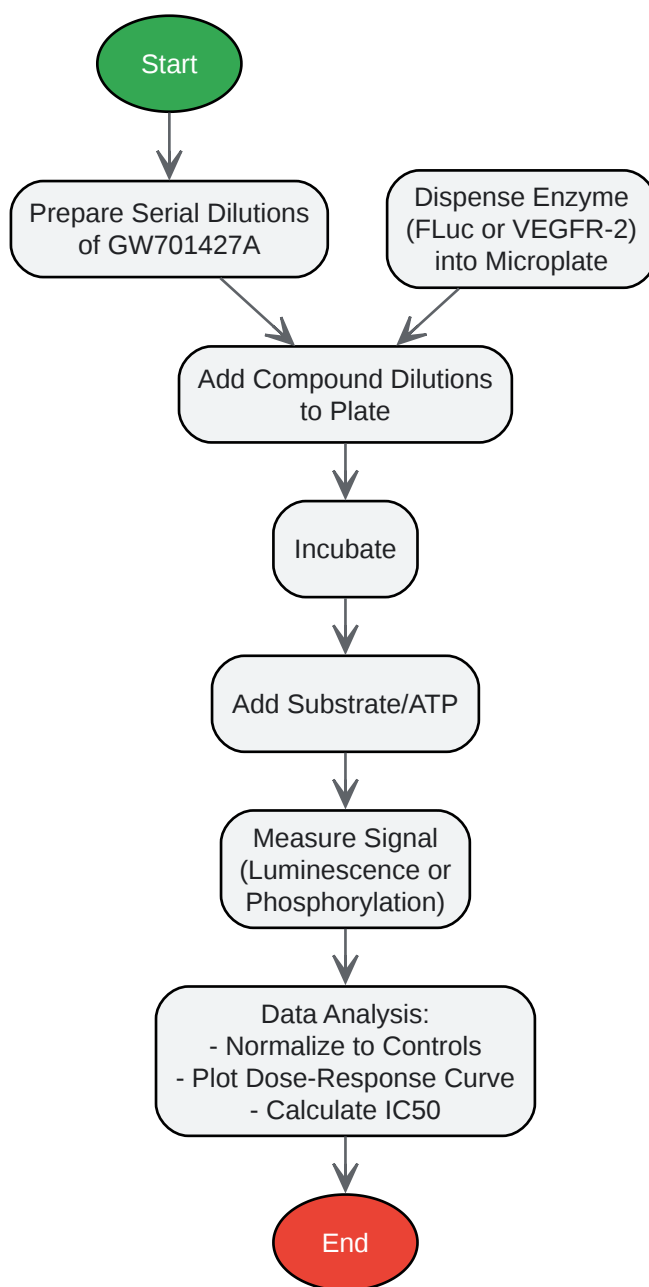 Start
Prepare Serial Dilutions
of GW701427A
Dispense Enzyme
(FLuc or VEGFR-2)
into Microplate
Add Compound Dilutions
to Plate
Incubate
Add Substrate/ATP
Measure Signal
(Luminescence or
Phosphorylation)
Data Analysis:
- Normalize to Controls
- Plot Dose-Response Curve
- Calculate IC50
End